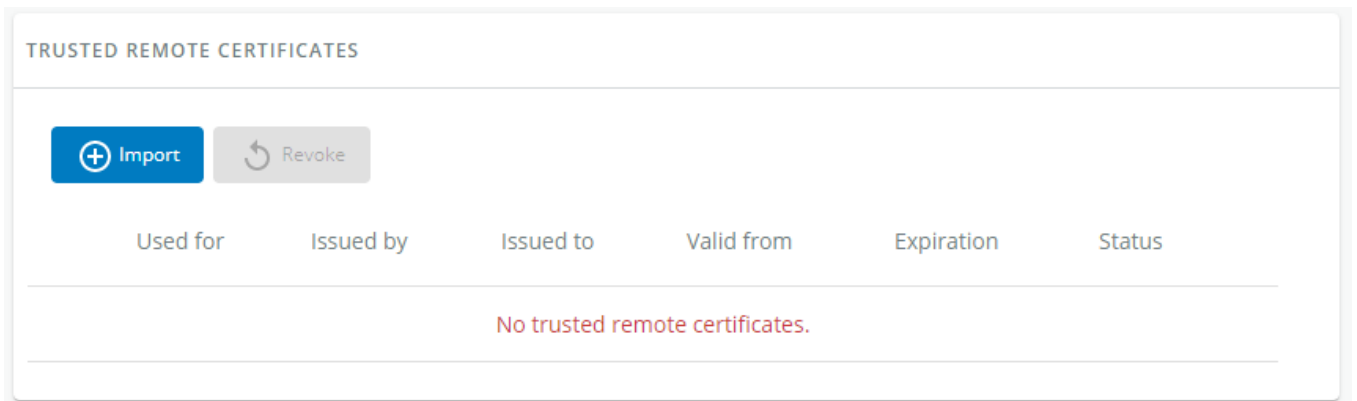 TRUSTED REMOTE CERTIFICATES
Import Revoke
Used for Issued by Issued to Valid from Expiration Status
No trusted remote certificates.